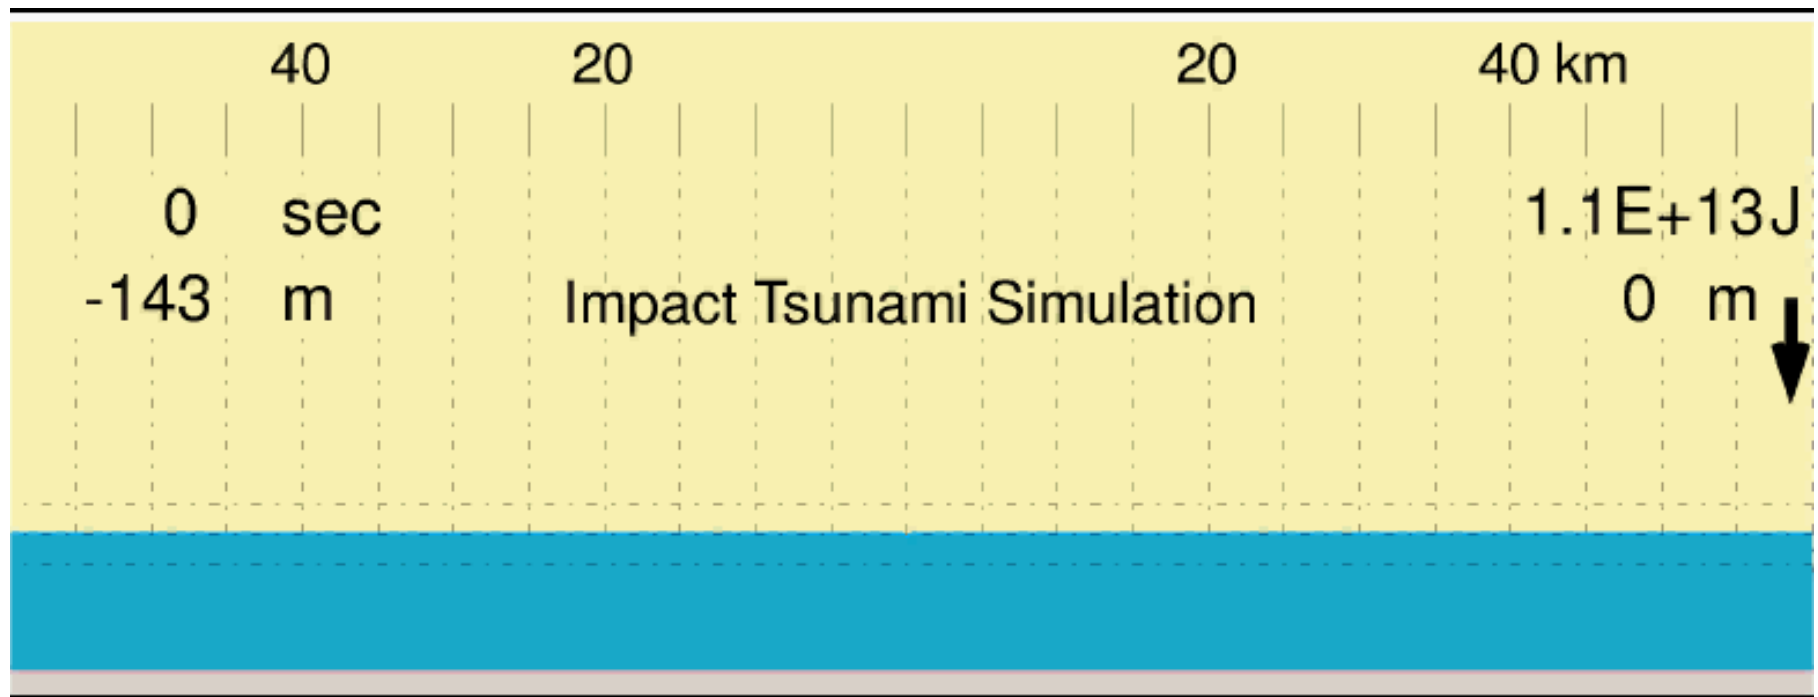 40 20 20 40 km
0 sec 1.1E+13J
-143 m Impact Tsunami Simulation 0 m